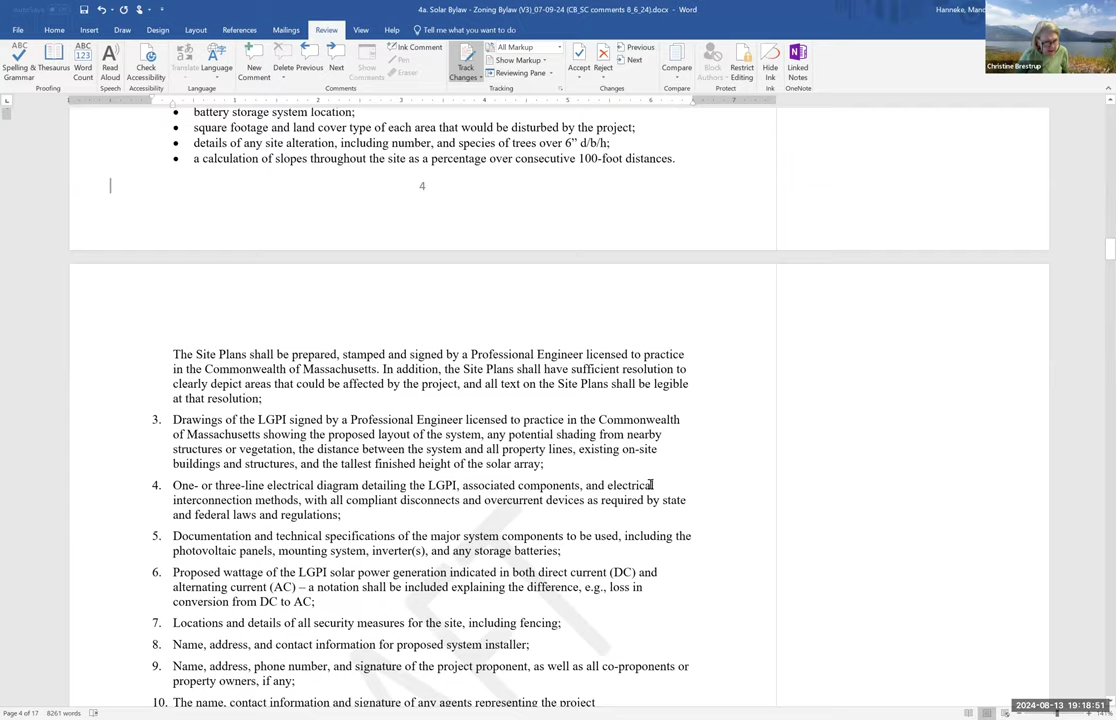 4a. Solar Bylaw - Zoning Bylaw (V3)_07-09-24 (CB_SC comments 8_6_24).docx - Word
Hanneke, Mand
File Home Insert Draw Design Layout References Mailings Review View Help Tell me what you want to do
Spelling & Grammar
Thesaurus
Word Count
Read Aloud
Check Accessibility
Translate
Language
New Comment
Delete
Previous
Next
Show Comments
Ink Comment
Pen
Eraser
Track Changes
All Markup
Show Markup
Reviewing Pane
Accept
Reject
Previous
Next
Compare
Block Authors
Restrict Editing
Hide Ink
Linked Notes
Proofing Speech Accessibility Language Comments Tracking Changes Compare Protect Ink OneNote
Christine Brestrup
1 2 3 4 5 6 7
• battery storage system location;
• square footage and land cover type of each area that would be disturbed by the project;
• details of any site alteration, including number, and species of trees over 6” d/b/h;
• a calculation of slopes throughout the site as a percentage over consecutive 100-foot distances.
4
The Site Plans shall be prepared, stamped and signed by a Professional Engineer licensed to practice
in the Commonwealth of Massachusetts. In addition, the Site Plans shall have sufficient resolution to
clearly depict areas that could be affected by the project, and all text on the Site Plans shall be legible
at that resolution;
3. Drawings of the LGPI signed by a Professional Engineer licensed to practice in the Commonwealth
of Massachusetts showing the proposed layout of the system, any potential shading from nearby
structures or vegetation, the distance between the system and all property lines, existing on-site
buildings and structures, and the tallest finished height of the solar array;
4. One- or three-line electrical diagram detailing the LGPI, associated components, and electrical
interconnection methods, with all compliant disconnects and overcurrent devices as required by state
and federal laws and regulations;
5. Documentation and technical specifications of the major system components to be used, including the
photovoltaic panels, mounting system, inverter(s), and any storage batteries;
6. Proposed wattage of the LGPI solar power generation indicated in both direct current (DC) and
alternating current (AC) – a notation shall be included explaining the difference, e.g., loss in
conversion from DC to AC;
7. Locations and details of all security measures for the site, including fencing;
8. Name, address, and contact information for proposed system installer;
9. Name, address, phone number, and signature of the project proponent, as well as all co-proponents or
property owners, if any;
10. The name, contact information and signature of any agents representing the project
Page 4 of 17 8261 words
2024-08-13 19:18:51